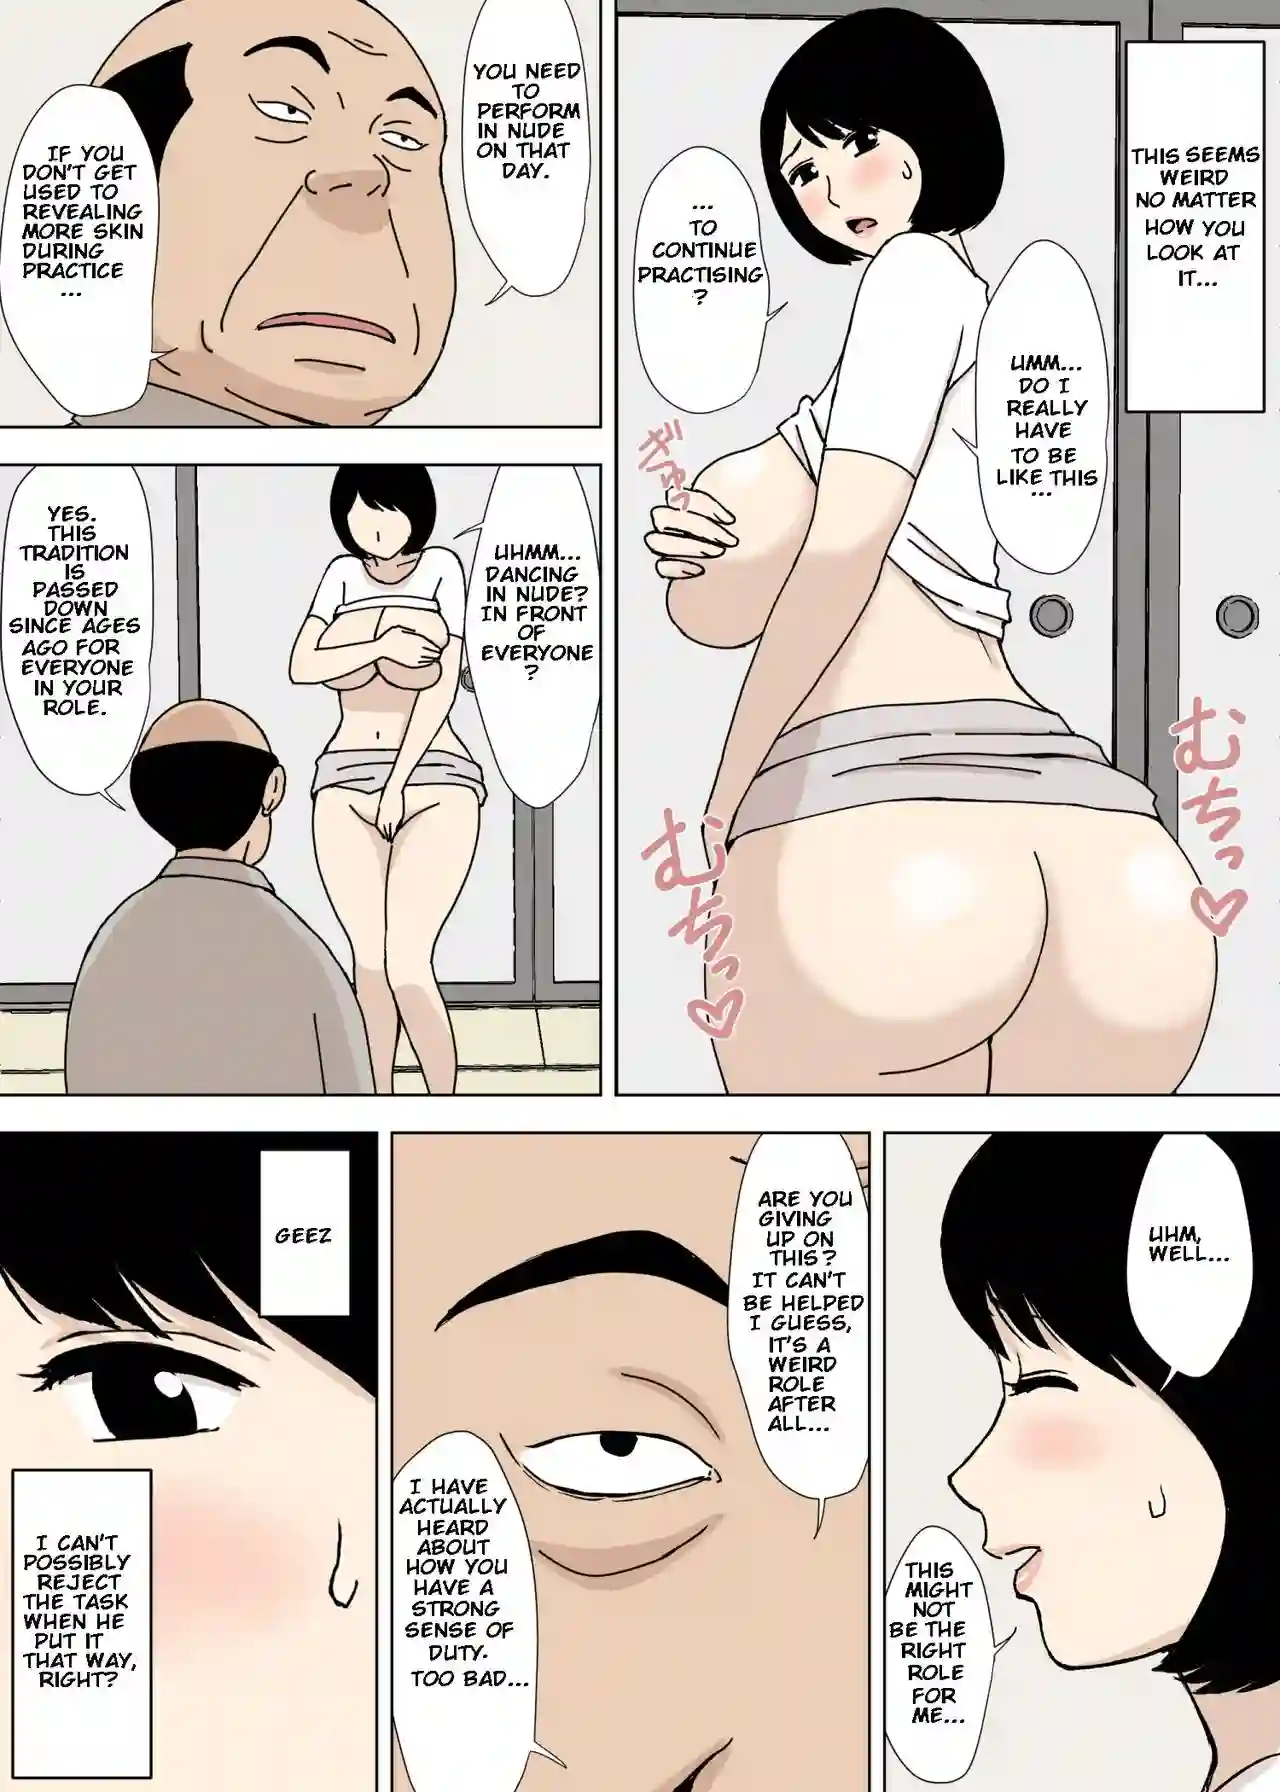 THIS SEEMS
WEIRD
NO MATTER
HOW YOU
LOOK AT
IT...
UMM...
DO I
REALLY
HAVE
TO BE
LIKE THIS
...
...
TO
CONTINUE
PRACTISING
?
ぎゅっ
むちっ♡
むちっ♡
YOU NEED
TO
PERFORM
IN NUDE
ON THAT
DAY.
IF YOU
DON'T GET
USED TO
REVEALING
MORE SKIN
DURING
PRACTICE
...
UHMM...
DANCING
IN NUDE?
IN FRONT
OF
EVERYONE
?
YES.
THIS
TRADITION
IS
PASSED
DOWN
SINCE AGES
AGO FOR
EVERYONE
IN YOUR
ROLE.
UHM,
WELL...
THIS
MIGHT
NOT
BE THE
RIGHT
ROLE
FOR
ME...
ARE YOU
GIVING
UP ON
THIS?
IT CAN'T
BE HELPED
I GUESS,
IT'S A
WEIRD
ROLE
AFTER
ALL...
I HAVE
ACTUALLY
HEARD
ABOUT
HOW YOU
HAVE A
STRONG
SENSE OF
DUTY.
TOO BAD...
GEEZ
I CAN'T
POSSIBLY
REJECT
THE TASK
WHEN HE
PUT IT
THAT WAY,
RIGHT?